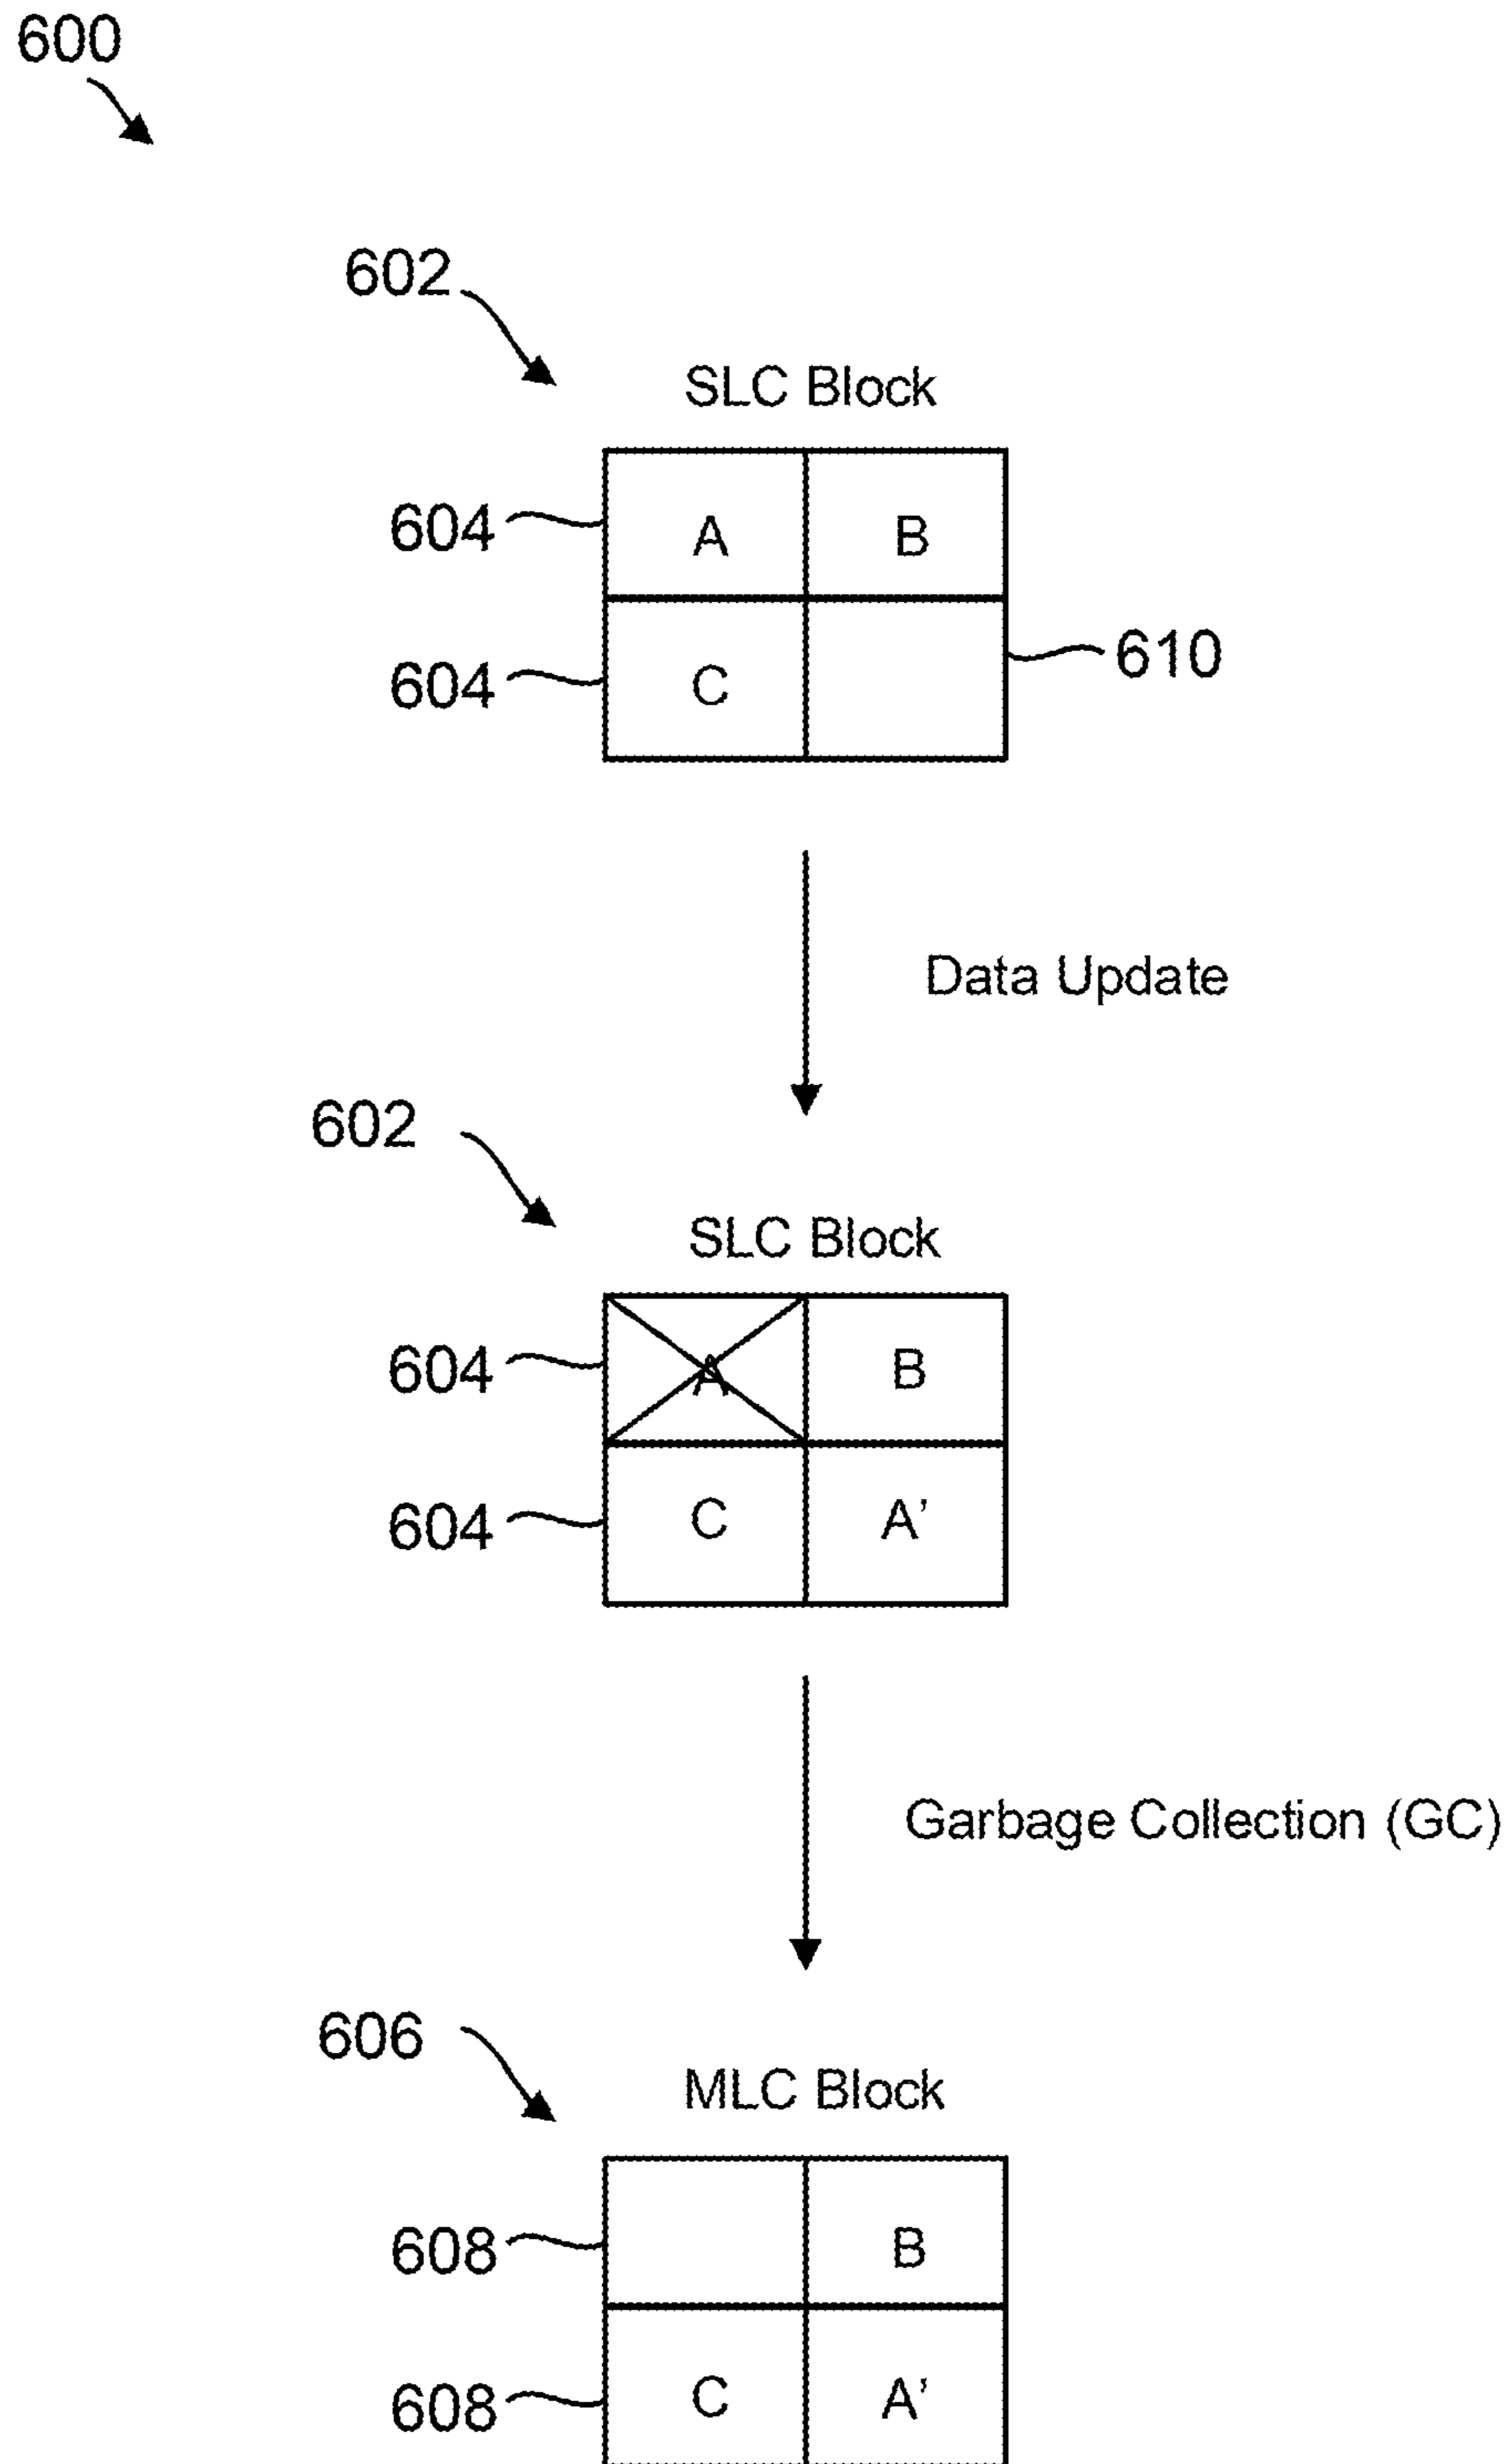 600
602
SLC Block
604 A B
604 C 610
Data Update
602
SLC Block
604 A B
604 C A'
Garbage Collection (GC)
606
MLC Block
608 B
608 C A'